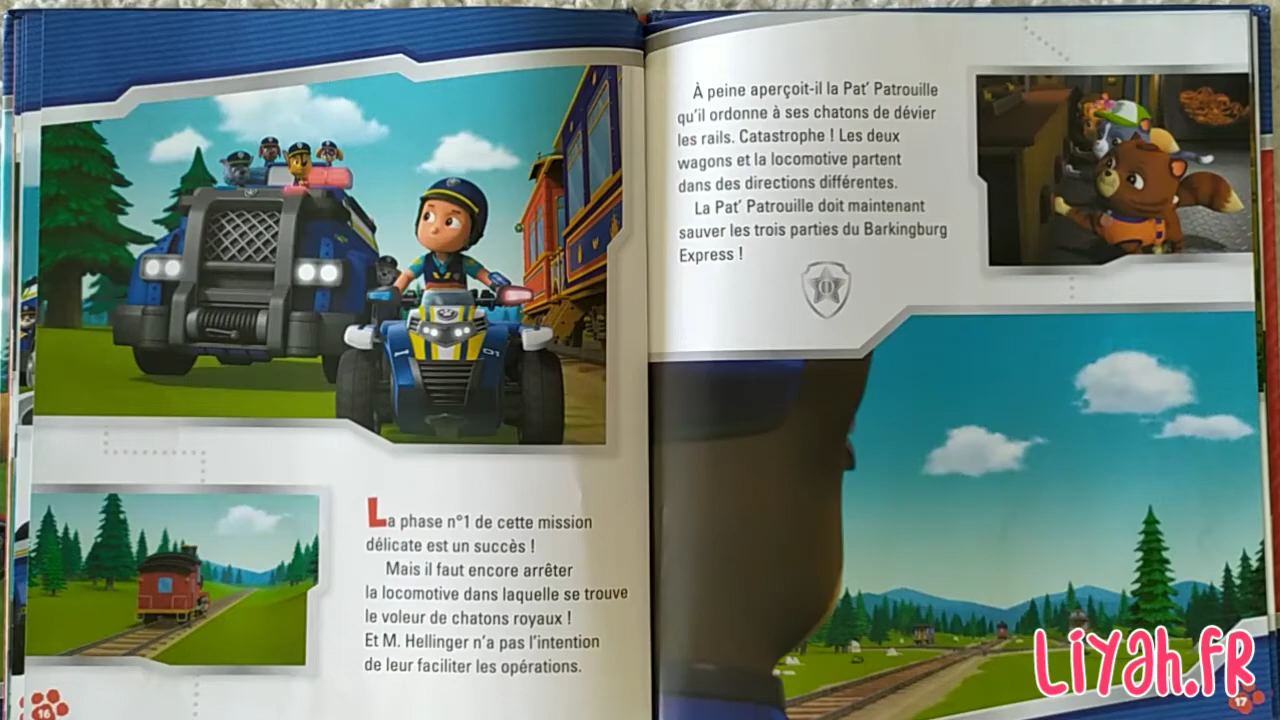 La phase n°1 de cette mission
délicate est un succès !
Mais il faut encore arrêter
la locomotive dans laquelle se trouve
le voleur de chatons royaux !
Et M. Hellinger n'a pas l'intention
de leur faciliter les opérations.
16
À peine aperçoit-il la Pat' Patrouille
qu'il ordonne à ses chatons de dévier
les rails. Catastrophe ! Les deux
wagons et la locomotive partent
dans des directions différentes.
La Pat' Patrouille doit maintenant
sauver les trois parties du Barkingburg
Express !
17
LiYah.FR